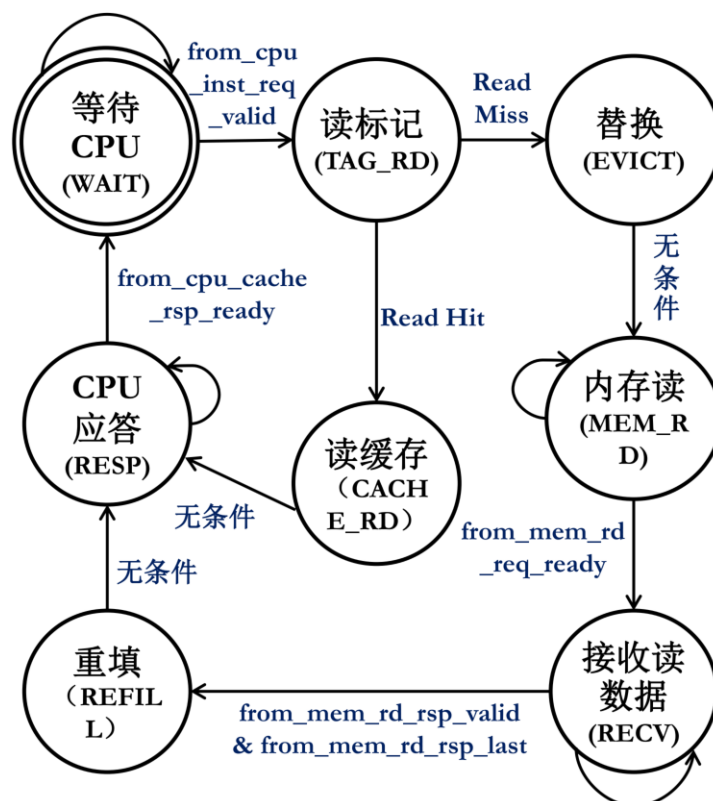 等待
CPU
(WAIT)
from_cpu
_inst_req
_valid
读标记
(TAG_RD)
Read
Miss
替换
(EVICT)
from_cpu_cache
_rsp_ready
Read Hit
无
条
件
CPU
应答
(RESP)
读缓存
（CACH
E_RD）
内存读
(MEM_R
D)
无条件
from_mem_rd
_req_ready
无条件
重填
（REFIL
L）
from_mem_rd_rsp_valid
& from_mem_rd_rsp_last
接收读
数据
(RECV)